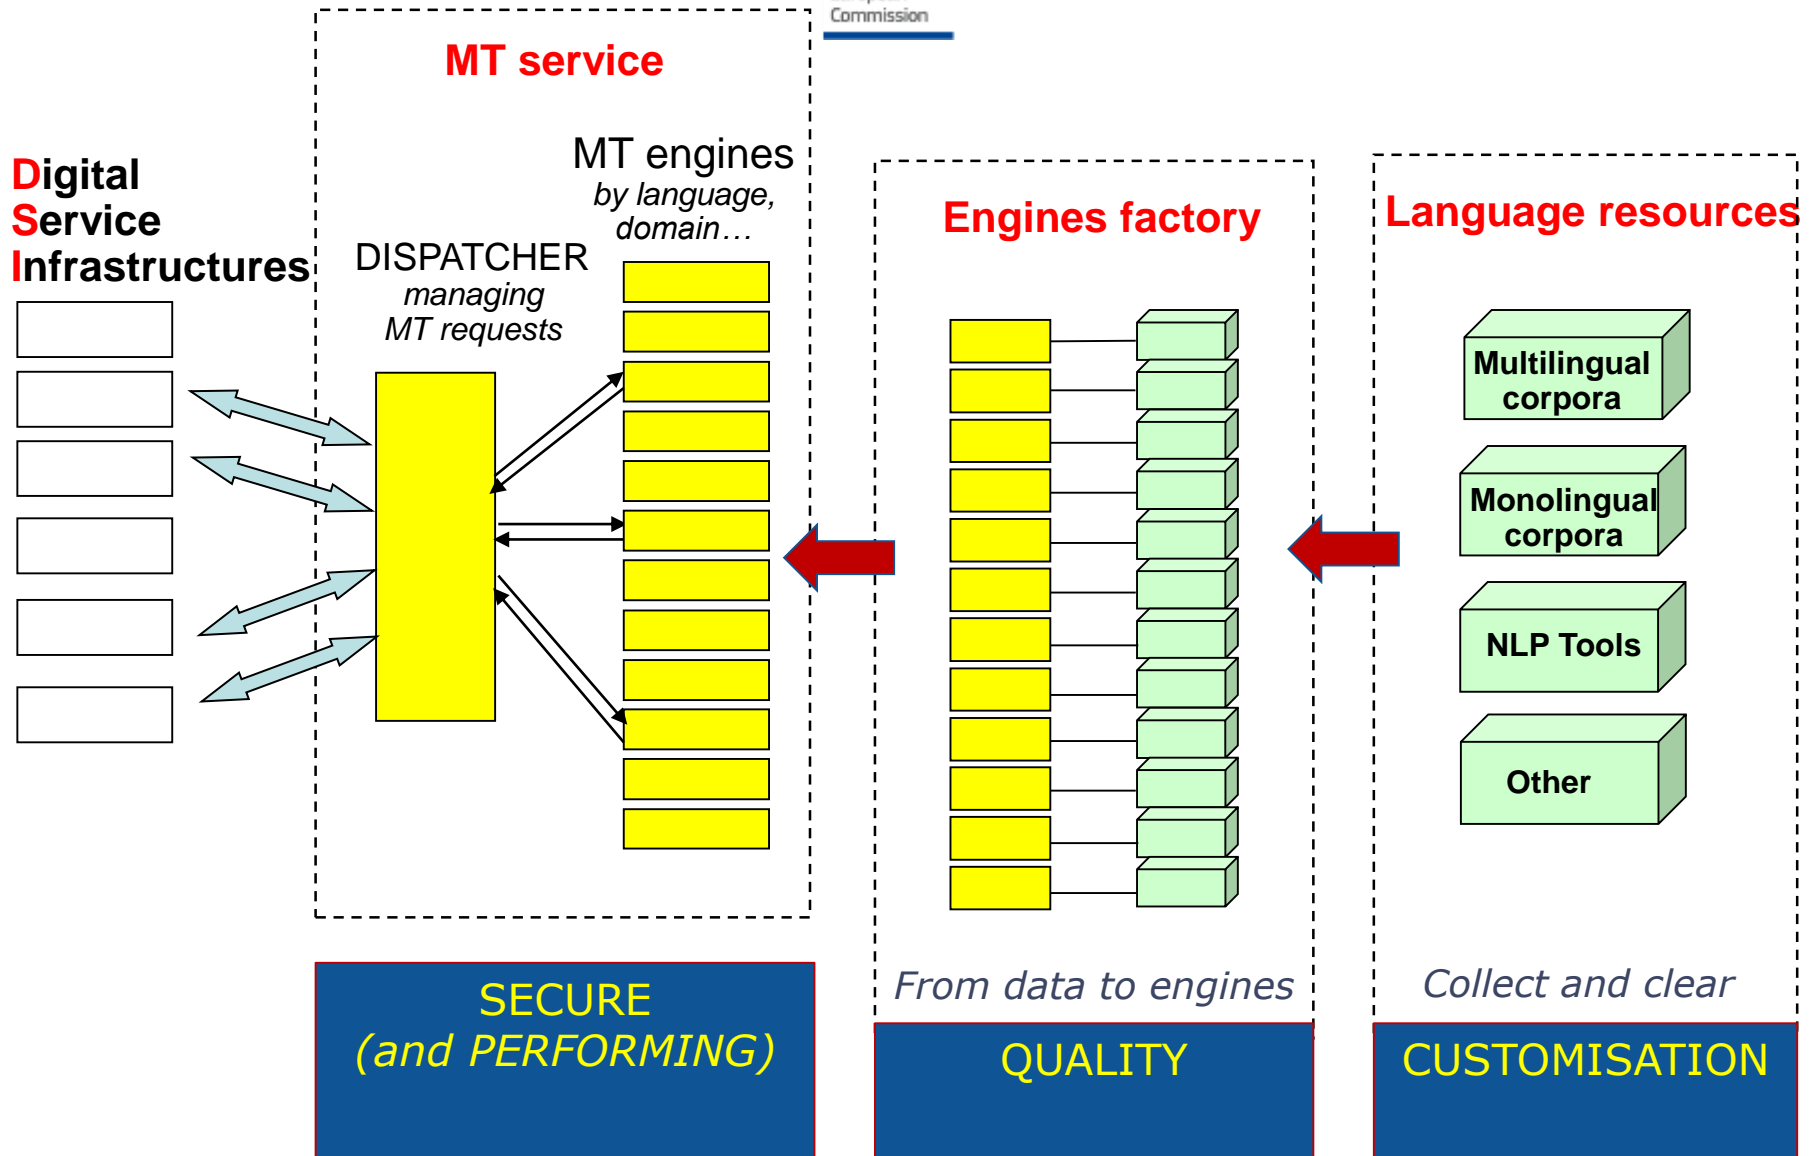 Commission
MT service
Digital
Service
Infrastructures
DISPATCHER
managing
MT requests
MT engines
by language,
domain…
Engines factory
Language resources
Multilingual
corpora
Monolingual
corpora
NLP Tools
Other
From data to engines
Collect and clear
SECURE
(and PERFORMING)
QUALITY
CUSTOMISATION